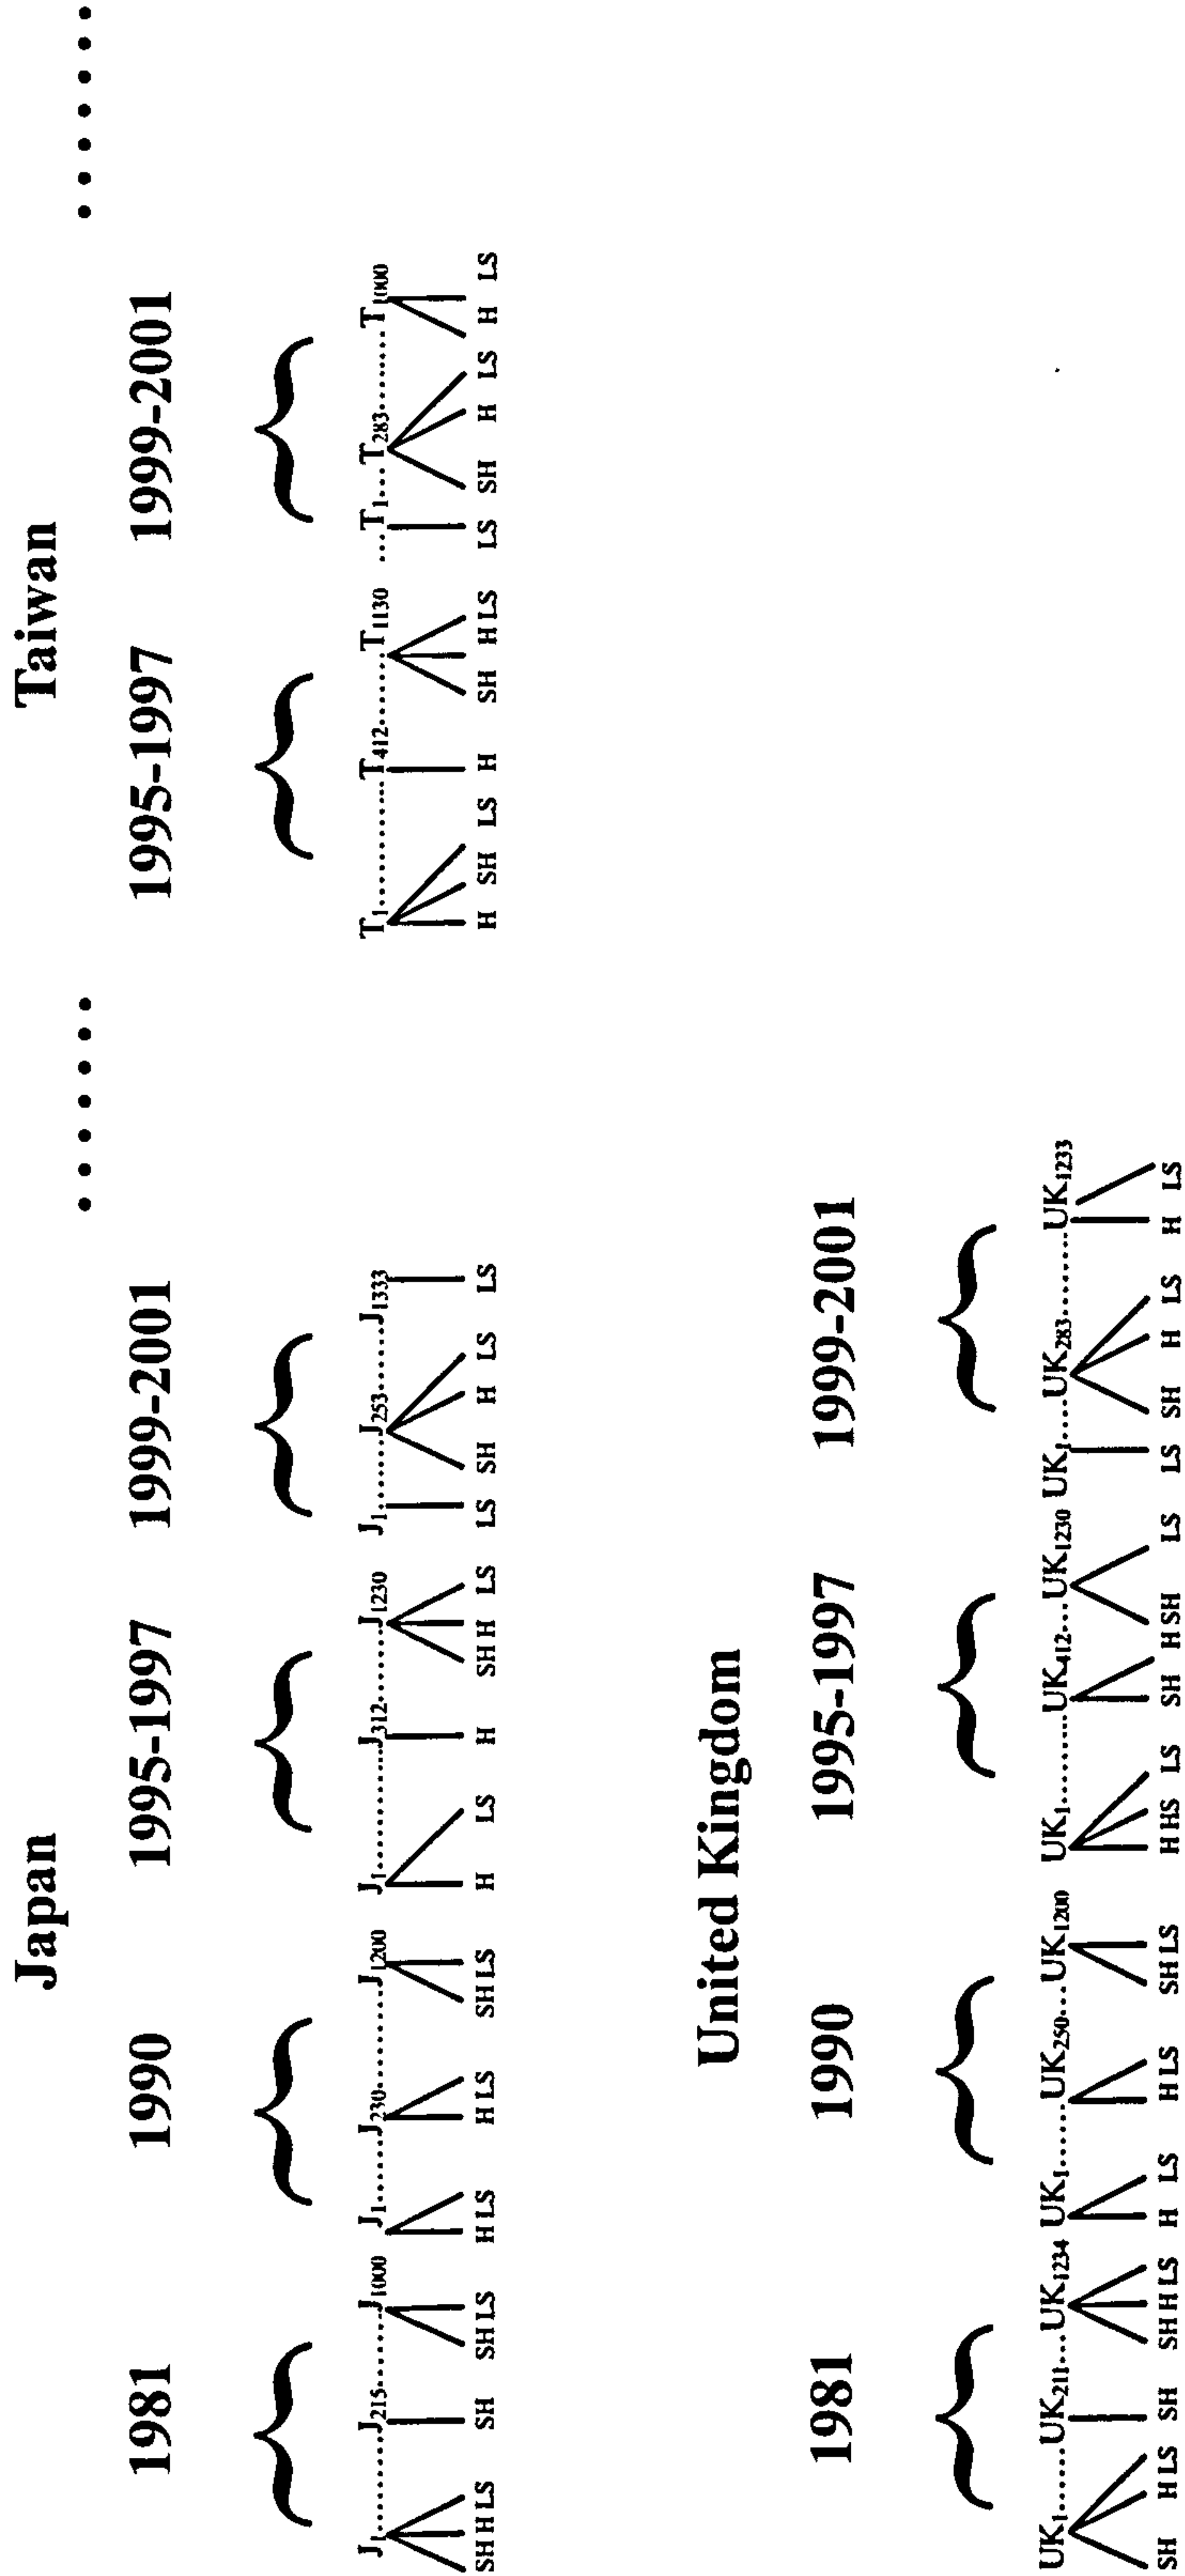 Japan ....... Taiwan .......
1981 1990 1995-1997 1999-2001 1995-1997 1999-2001
J1...........J215...........J1000 J1.........J230...........J1200 J1...........J312...........J1230 J1.........J253.........J1333 T1...........T412.......T1130 ...T1...T283.........T1000
SH H LS SH SH LS H LS H LS SH LS H LS H SH H LS LS SH H LS LS H SH LS H SH H LS LS SH H LS H LS
United Kingdom
1981 1990 1995-1997 1999-2001
UK1......UK211...UK1234 UK1.......UK250...UK1200 UK1.........UK412...UK1230 UK1....UK283.........UK1233
SH H LS SH SH H LS H LS H LS SH LS H HS LS SH H SH LS LS SH H LS H LS